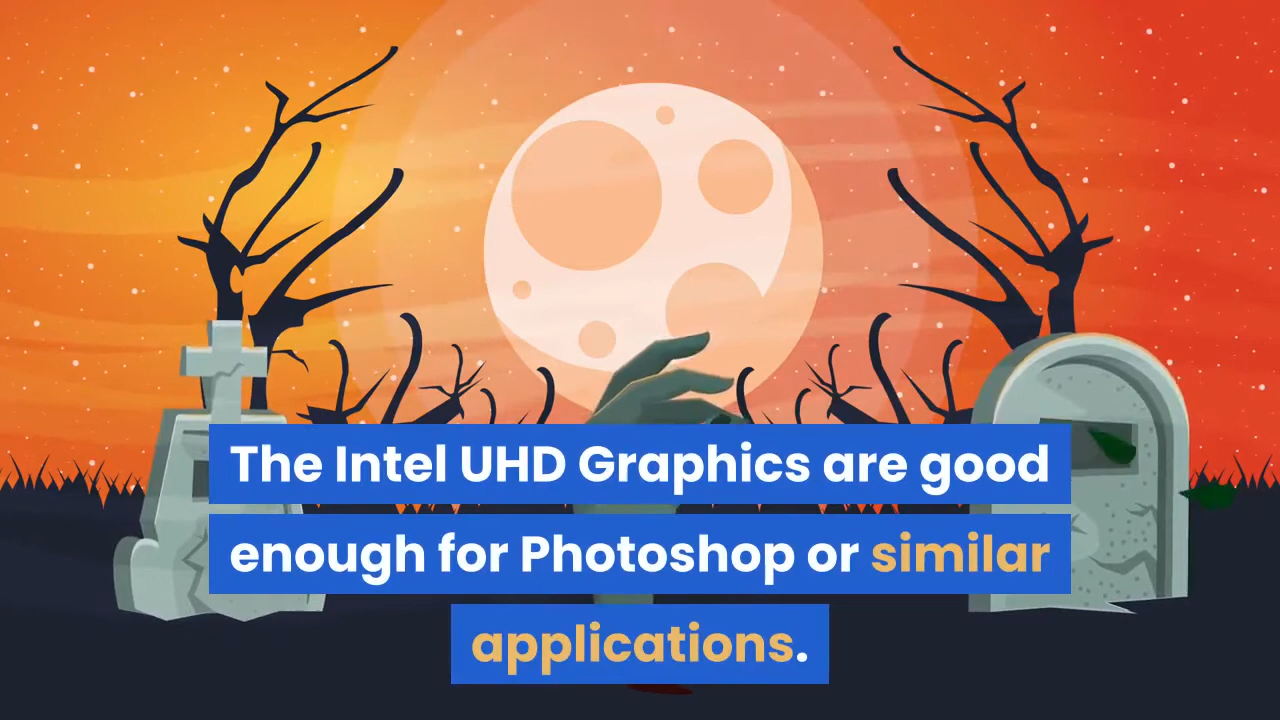 The Intel UHD Graphics are good
enough for Photoshop or similar
applications.